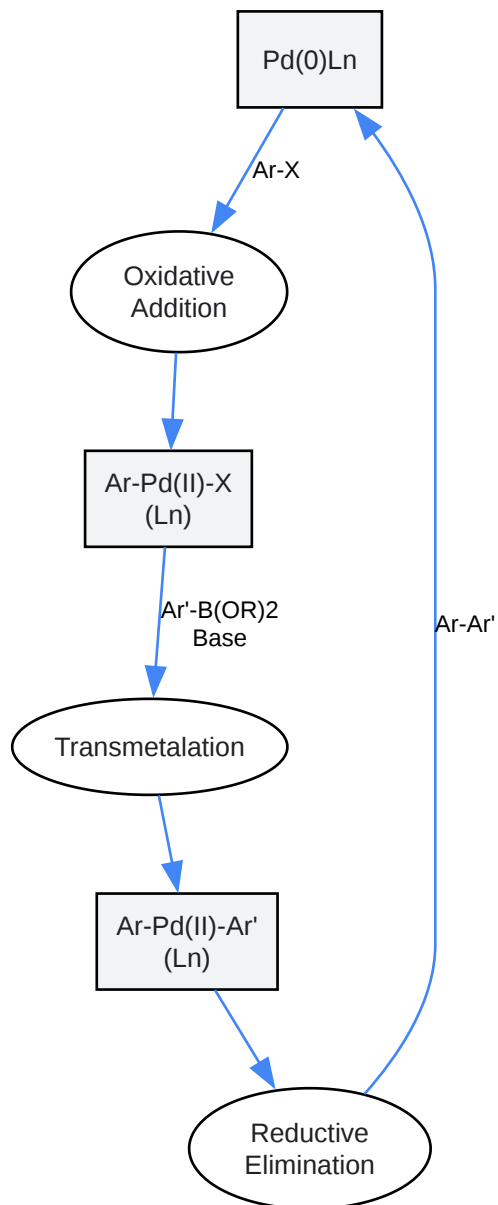 Pd(0)Ln
Ar-X
Oxidative
Addition
Ar-Pd(II)-X
(Ln)
Ar'-B(OR)2
Base
Ar-Ar'
Transmetalation
Ar-Pd(II)-Ar'
(Ln)
Reductive
Elimination